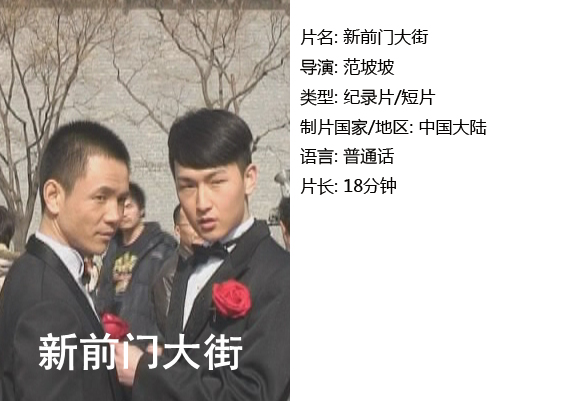 片名: 新前门大街
导演: 范坡坡
类型: 纪录片/短片
制片国家/地区: 中国大陆
语言: 普通话
片长: 18分钟
新前门大街